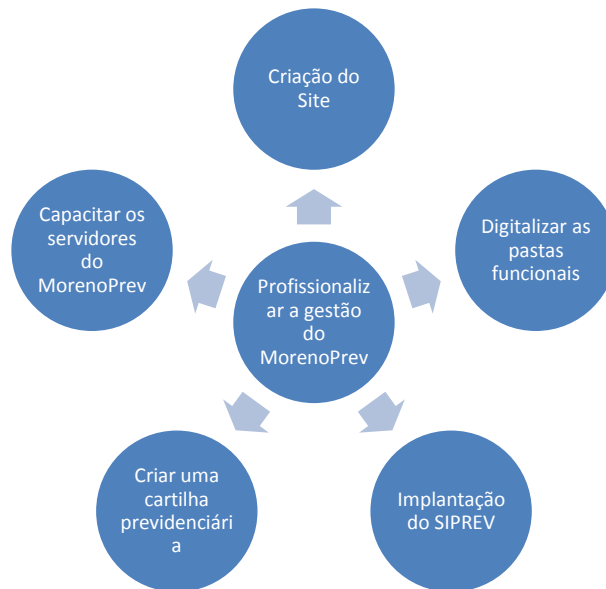 Criação do
Site
Capacitar os
servidores
do
MorenoPrev
Digitalizar as
pastas
funcionais
Profissionaliz
ar a gestão
do
MorenoPrev
Criar uma
cartilha
previdenciári
a
Implantação
do SIPREV